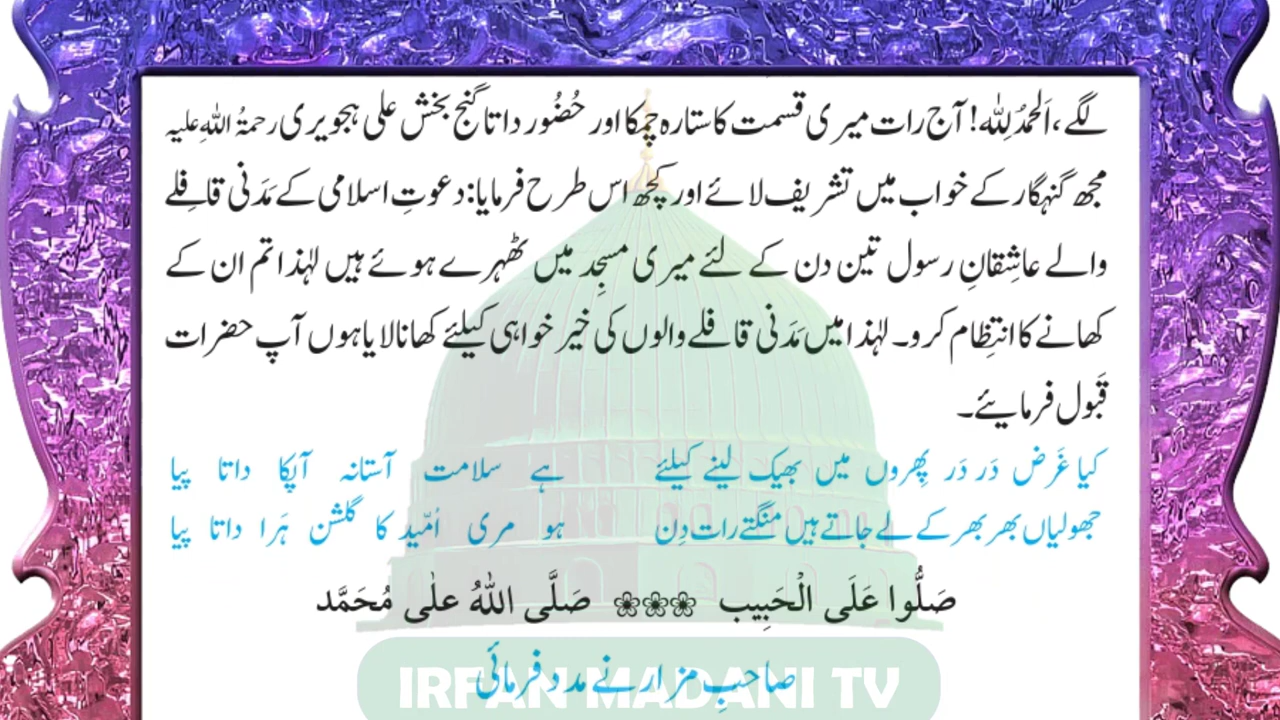 لگے، اَلحمدُ لِلّٰہ! آج رات میری قسمت کا ستارہ چمکا اور حُضُور داتا گنج بخش علی ہجویری رحمۃُ اللہِ علیہ
مجھ گنہگار کے خواب میں تشریف لائے اور کچھ اس طرح فرمایا: دعوتِ اسلامی کے مَدَنی قافِلے
والے عاشِقانِ رسول تین دن کے لئے میری مسجِد میں ٹھہرے ہوئے ہیں لہٰذا تم ان کے
کھانے کا انتِظام کرو۔ لہٰذا میں مَدَنی قافلے والوں کی خیر خواہی کیلئے کھانا لایا ہوں آپ حضرات
قَبول فرمایئے۔
کیا غَرض دَر دَر پِھروں میں بھیک لینے کیلئے ہے سلامت آستانہ آپکا داتا پیا
جھولیاں بھر بھر کے لے جاتے ہیں منگتے رات دِن ہو مری اُمّید کا گلشن ہَرا داتا پیا
صَلُّوا عَلَی الْحَبِیب ❀❀❀ صَلَّی اللّٰهُ علٰی مُحَمَّد
صاحبِ مزار نے مدد فرمائی
IRFAN MADANI TV